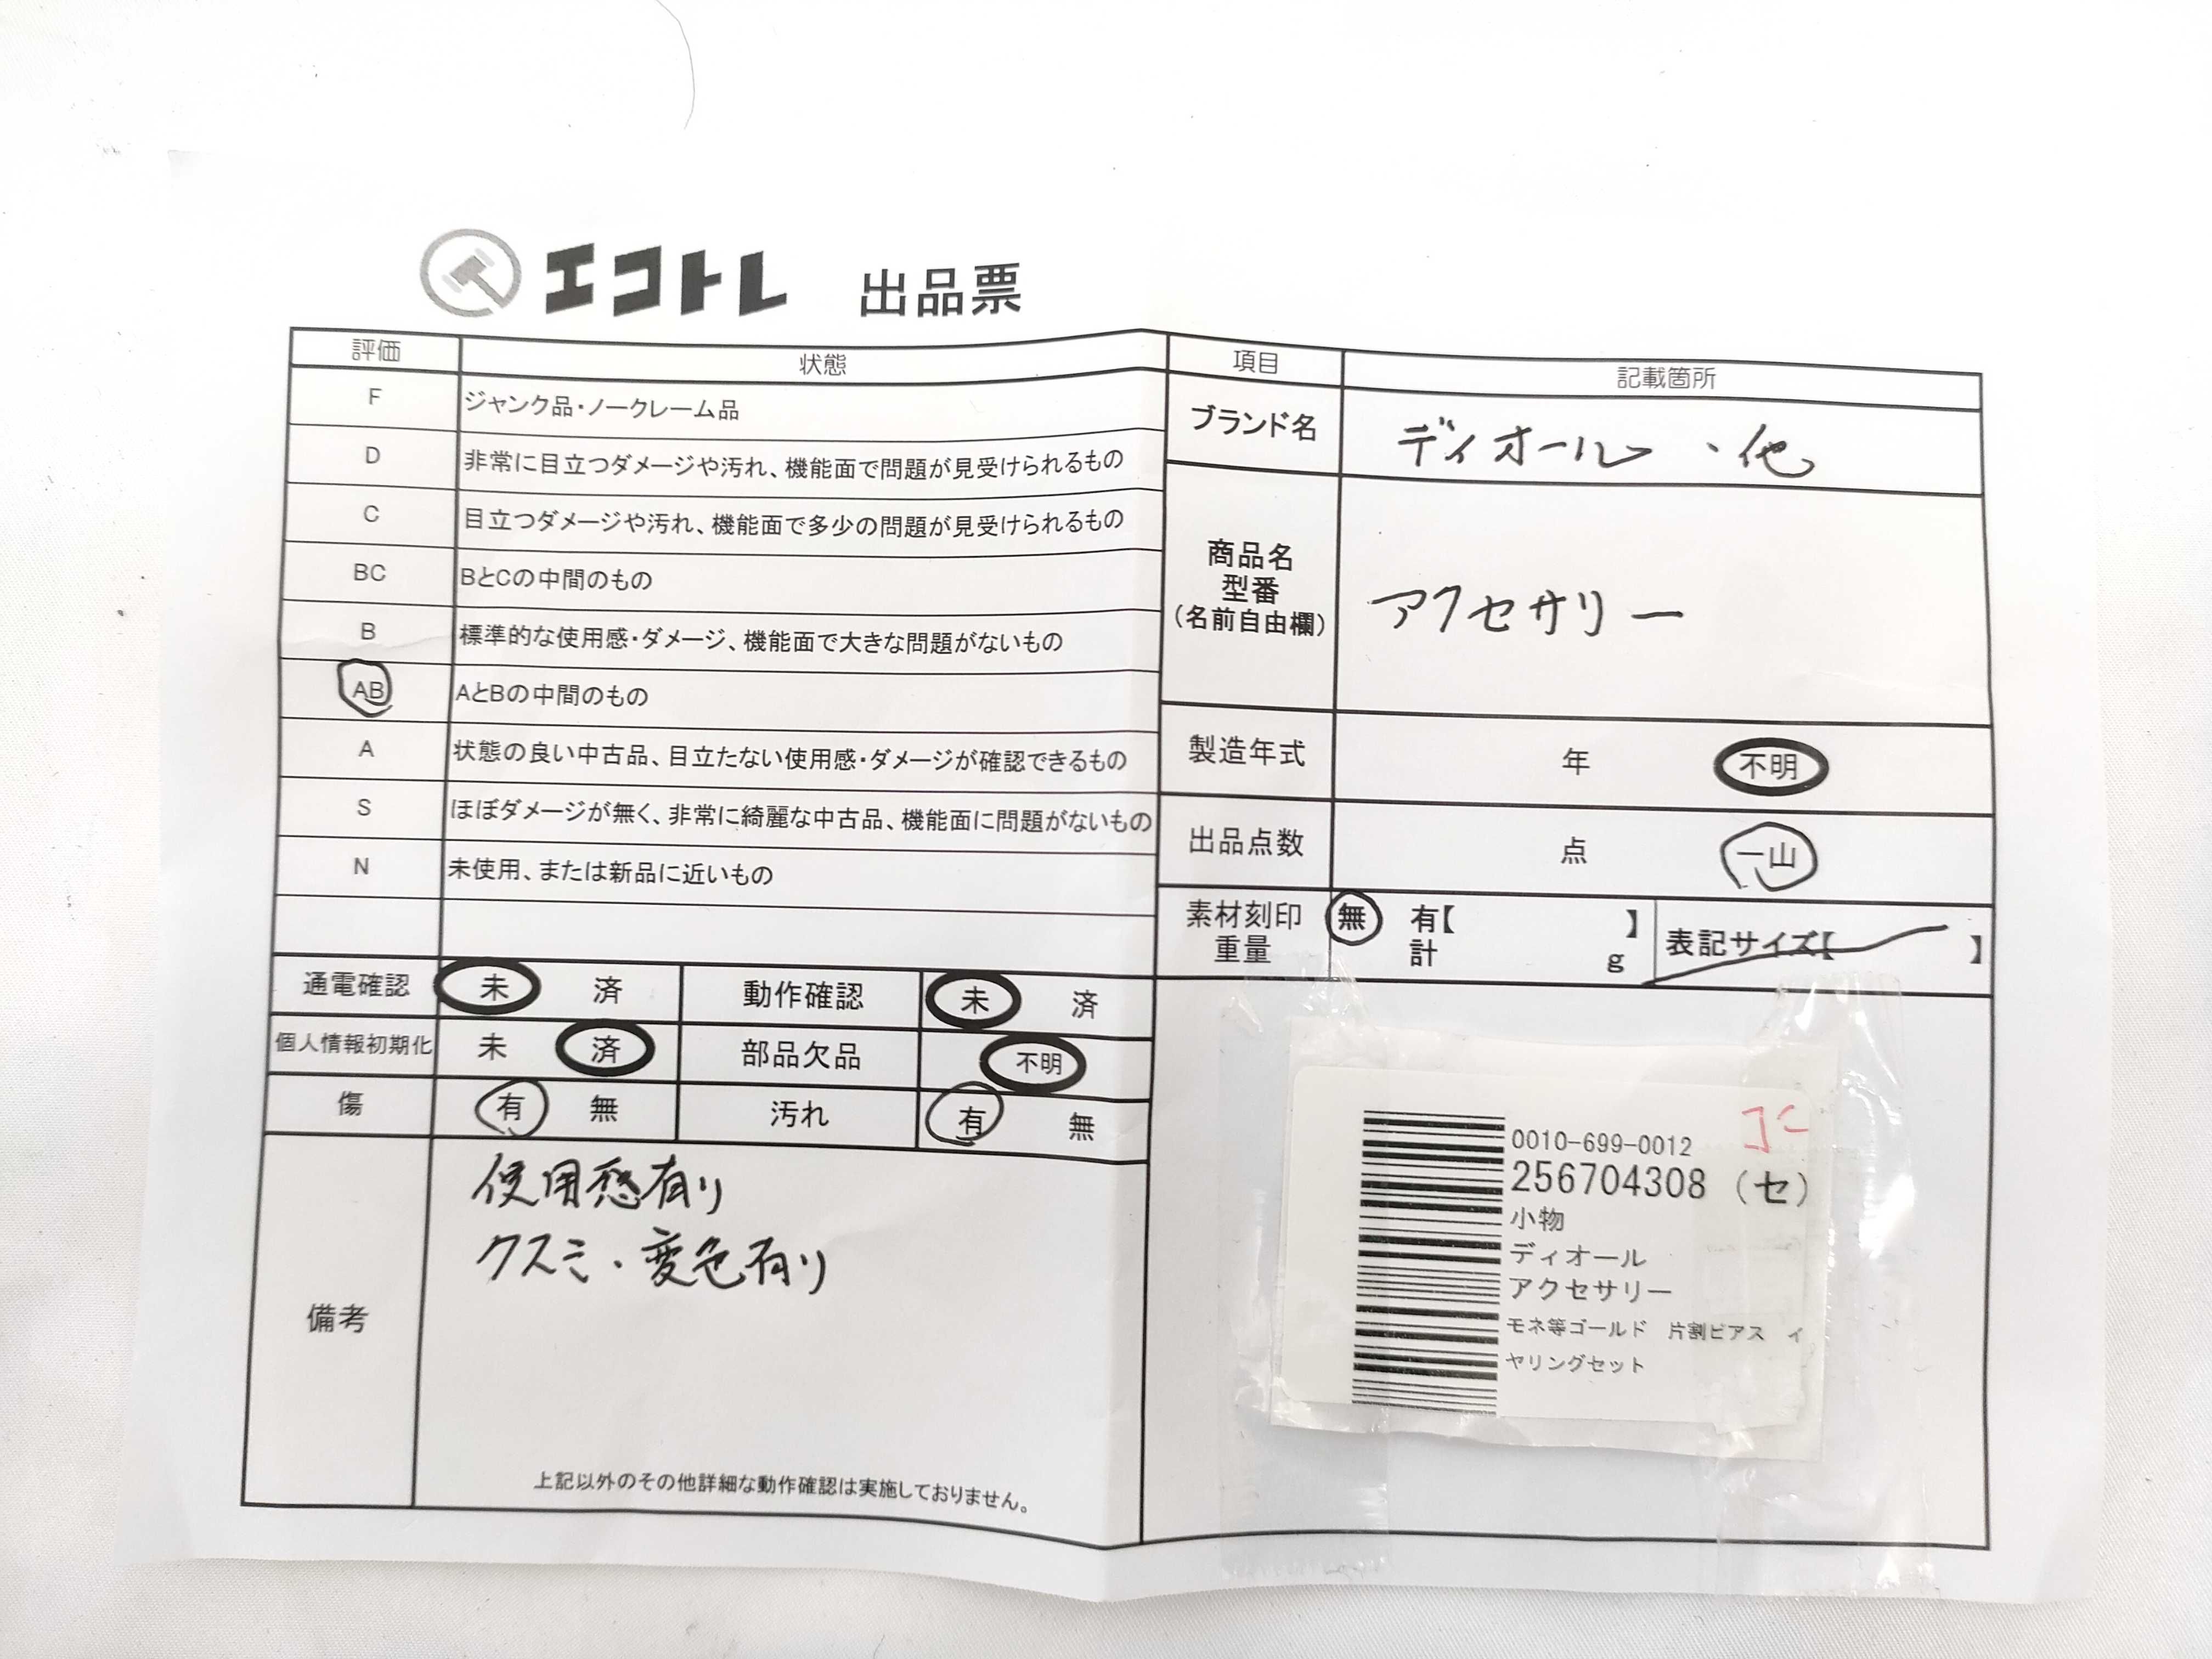 エコトレ 出品票
評価 状態
F ジャンク品・ノークレーム品
D 非常に目立つダメージや汚れ、機能面で問題が見受けられるもの
C 目立つダメージや汚れ、機能面で多少の問題が見受けられるもの
BC BとCの中間のもの
B 標準的な使用感・ダメージ、機能面で大きな問題がないもの
AB AとBの中間のもの
A 状態の良い中古品、目立たない使用感・ダメージが確認できるもの
S ほぼダメージが無く、非常に綺麗な中古品、機能面に問題がないもの
N 未使用、または新品に近いもの
通電確認 未 済 動作確認 未 済
個人情報初期化 未 済 部品欠品 不明
傷 有 無 汚れ 有 無
備考
使用感有り
クスミ・変色有り
上記以外のその他詳細な動作確認は実施しておりません。
項目 記載箇所
ブランド名 ディオール・他
商品名
型番
(名前自由欄)
アクセサリー
製造年式 年 不明
出品点数 点 一山
素材刻印 無 有【 】
重量 計 g
表記サイズ【 】
0010-699-0012
256704308 (セ)
小物
ディオール
アクセサリー
モネ等ゴールド 片割ピアス イ
ヤリングセット